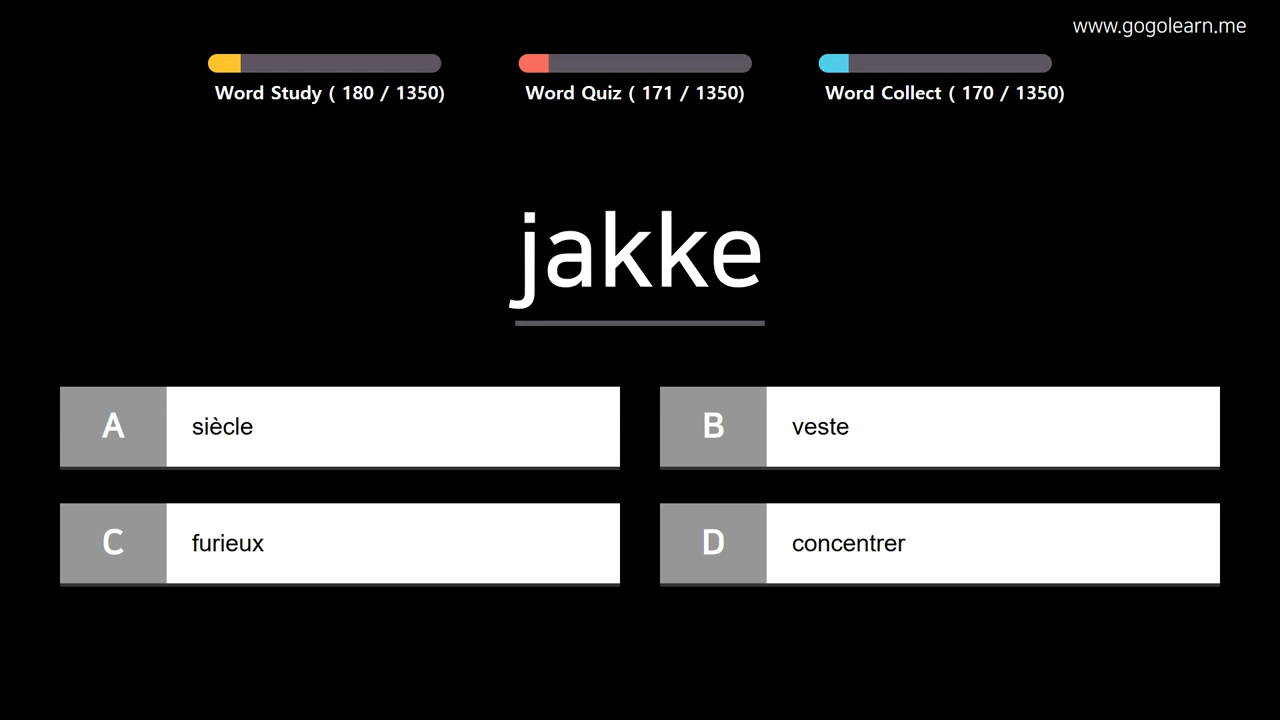 www.gogolearn.me
Word Study ( 180 / 1350)
Word Quiz ( 171 / 1350)
Word Collect ( 170 / 1350)
jakke
A siècle
B veste
C furieux
D concentrer